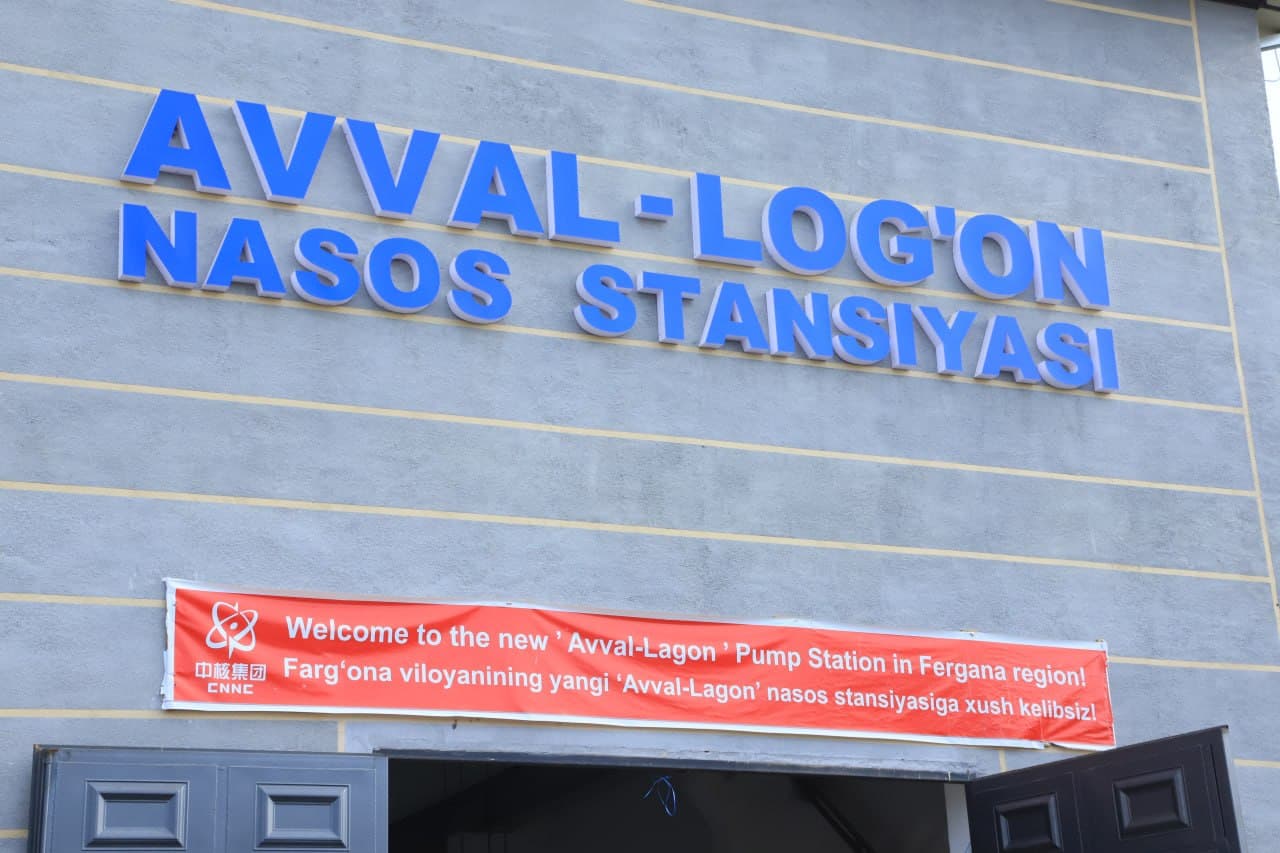 AVVAL-LOG'ON
NASOS STANSIYASI
中核集团
CNNC
Welcome to the new ’ Avval-Lagon ’ Pump Station in Fergana region!
Farg‘ona viloyanining yangi ‘Avval-Lagon’ nasos stansiyasiga xush kelibsiz!